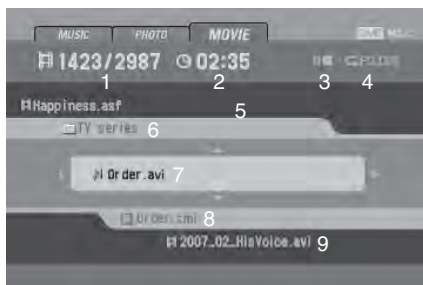 MUSIC PHOTO MOVIE
1423/2987 02:35
1 2 3 4
Happiness.asf 5
TV series 6
Order.avi 7
Order.smi 8
2007_02_HisVoice.avi 9